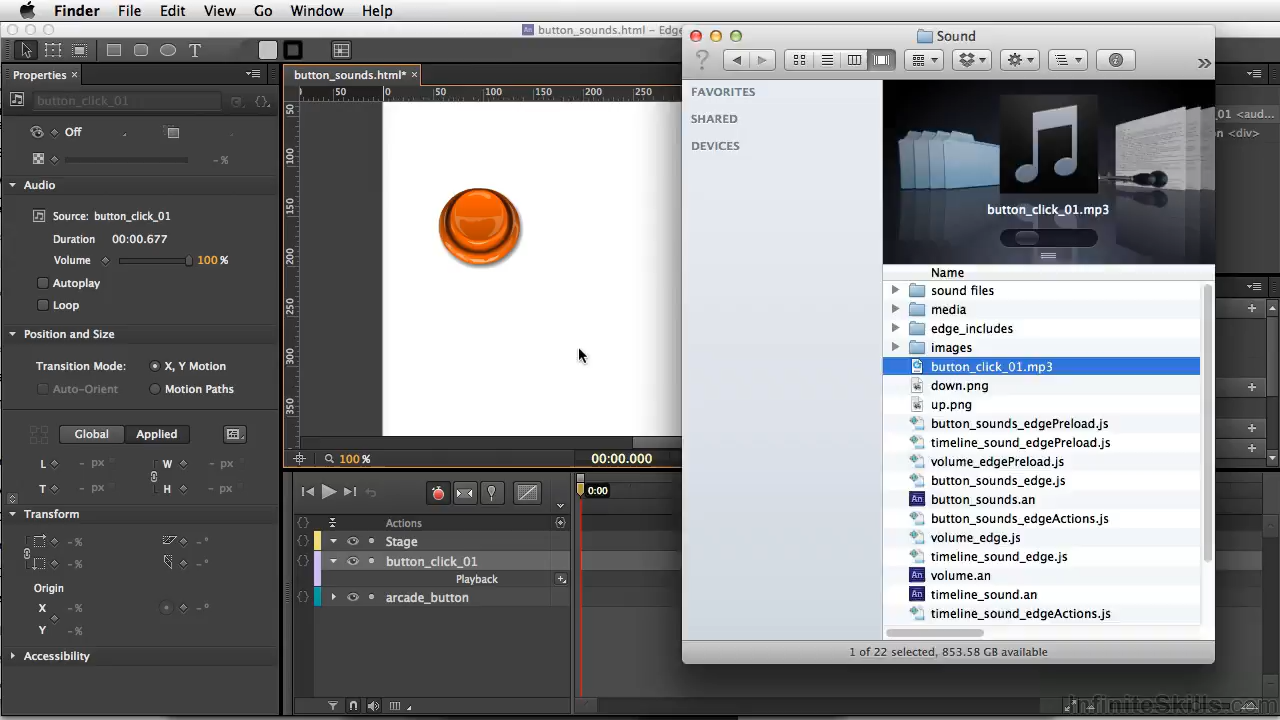 Finder File Edit View Go Window Help
button_sounds.html - Edge
Sound
Properties ×
button_sounds.html* ×
50 0 50 100 150 200 250
button_click_01
Off
- %
Audio
Source: button_click_01
Duration 00:00.677
Volume 100 %
Autoplay
Loop
Position and Size
Transition Mode: X, Y Motion
Auto-Orient Motion Paths
Global Applied
L - px W - px
T - px H - px
Transform
- % - °
- % - °
Origin
X - % - °
Y - %
Accessibility
50
100
150
200
250
300
350
100 % 00:00.000
0:00
Actions
Stage
button_click_01
Playback
arcade_button
FAVORITES
SHARED
DEVICES
button_click_01.mp3
Name
sound files
media
edge_includes
images
button_click_01.mp3
down.png
up.png
button_sounds_edgePreload.js
timeline_sound_edgePreload.js
volume_edgePreload.js
button_sounds_edge.js
button_sounds.an
button_sounds_edgeActions.js
volume_edge.js
timeline_sound_edge.js
volume.an
timeline_sound.an
timeline_sound_edgeActions.js
1 of 22 selected, 853.58 GB available
_01 <aud...
on <div>
InfiniteSkills.com